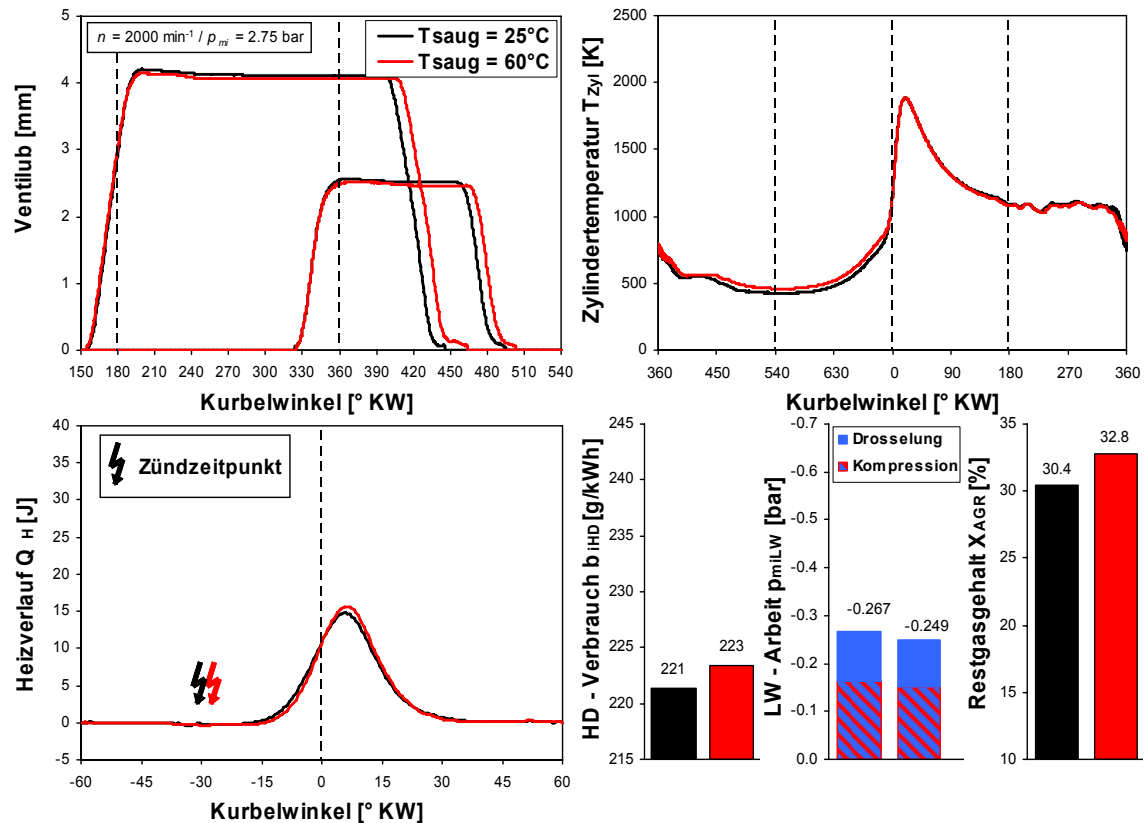 n = 2000 min-1 / p mi = 2.75 bar
Tsaug = 25°C
Tsaug = 60°C
Ventilub [mm]
5
4
3
2
1
0
150 180 210 240 270 300 330 360 390 420 450 480 510 540
Kurbelwinkel [° KW]
Zylindertemperatur TZyl [K]
2500
2000
1500
1000
500
0
360 450 540 630 0 90 180 270 360
Kurbelwinkel [° KW]
Zündzeitpunkt
Heizverlauf Q H [J]
40
35
30
25
20
15
10
5
0
-5
-60 -45 -30 -15 0 15 30 45 60
Kurbelwinkel [° KW]
HD - Verbrauch biHD [g/kWh]
245
240
235
230
225
220
215
221
223
LW - Arbeit pmiLW [bar]
-0.7
-0.6
-0.5
-0.4
-0.3
-0.2
-0.1
0.0
Drosselung
Kompression
-0.267
-0.249
Restgasgehalt XAGR [%]
35
30
25
20
15
10
30.4
32.8